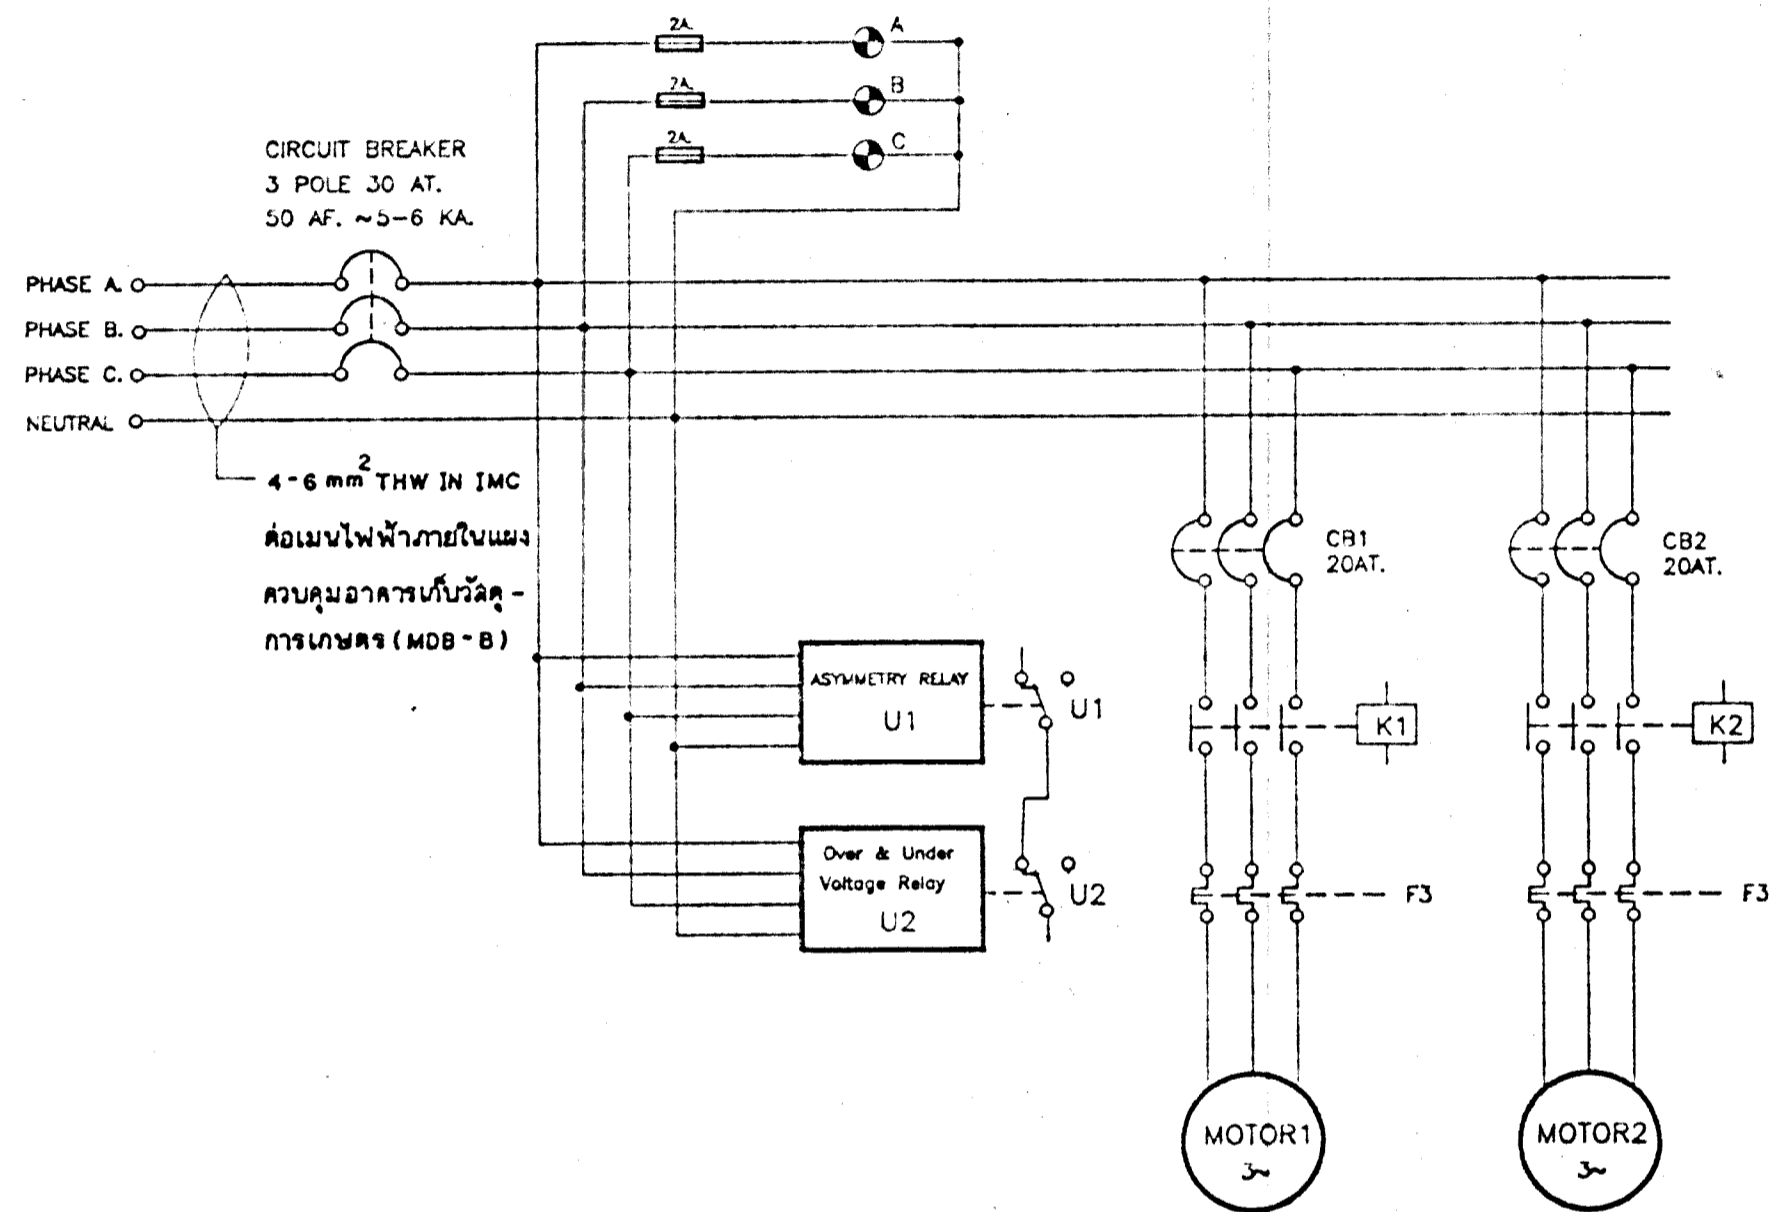 2A.
A
2A.
B
2A.
C
CIRCUIT BREAKER
3 POLE 30 AT.
50 AF. ~5-6 KA.
PHASE A.
PHASE B.
PHASE C.
NEUTRAL
4-6 mm² THW IN IMC
ต่อเมนไฟฟ้าภายในแผง
ควบคุมอาคารเก็บวัสดุ -
การเกษตร (MDB-B)
CB1
20AT.
CB2
20AT.
ASYMMETRY RELAY
U1
U1
K1
K2
Over & Under
Voltage Relay
U2
U2
F3
F3
MOTOR1
3~
MOTOR2
3~